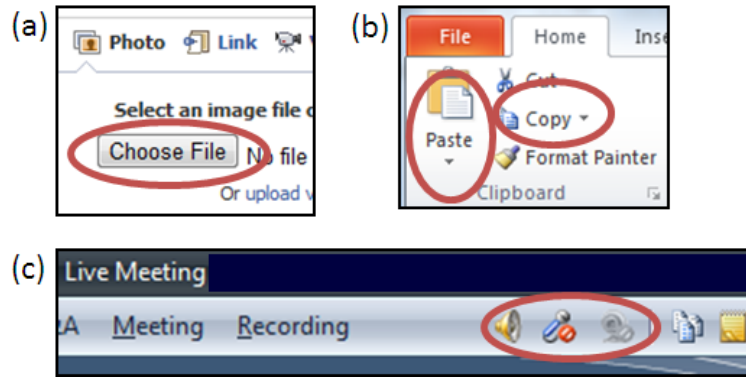 (a)
Photo Link
Select an image file
Choose File No file
Or upload
(b)
File Home Inse
Cut
Copy
Paste
Format Painter
Clipboard
(c)
Live Meeting
&A Meeting Recording